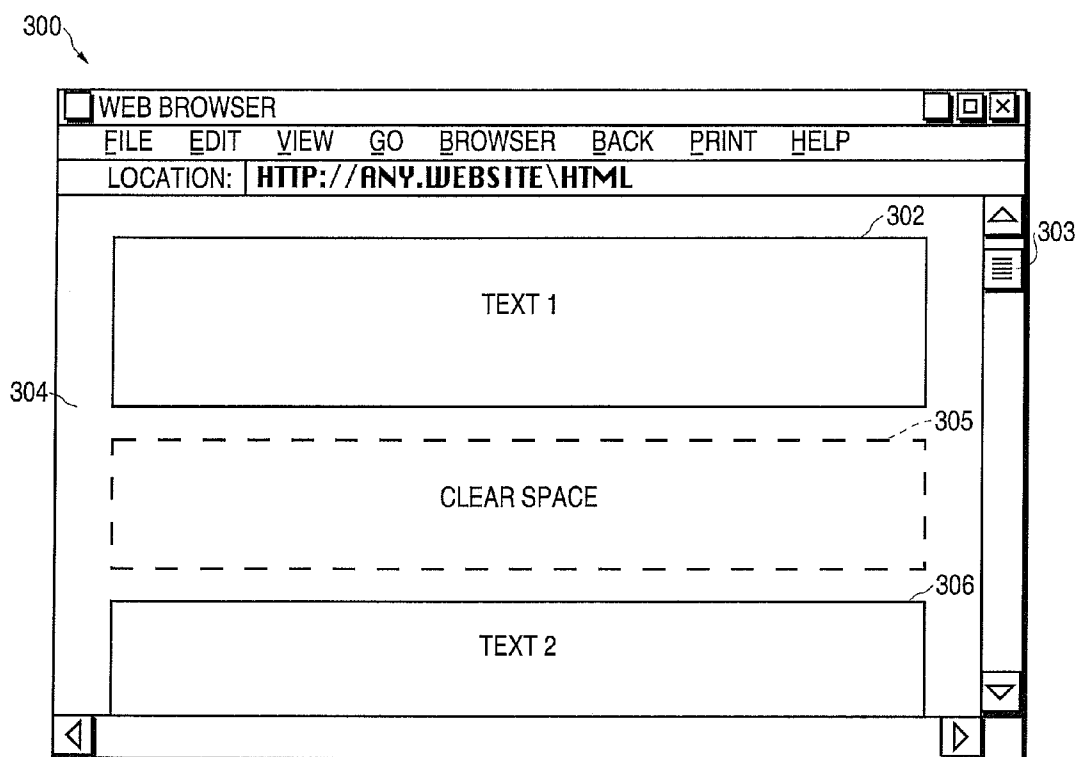 300
WEB BROWSER
FILE EDIT VIEW GO BROWSER BACK PRINT HELP
LOCATION: HTTP://ANY.WEBSITE\HTML
302
303
TEXT 1
304
305
CLEAR SPACE
306
TEXT 2